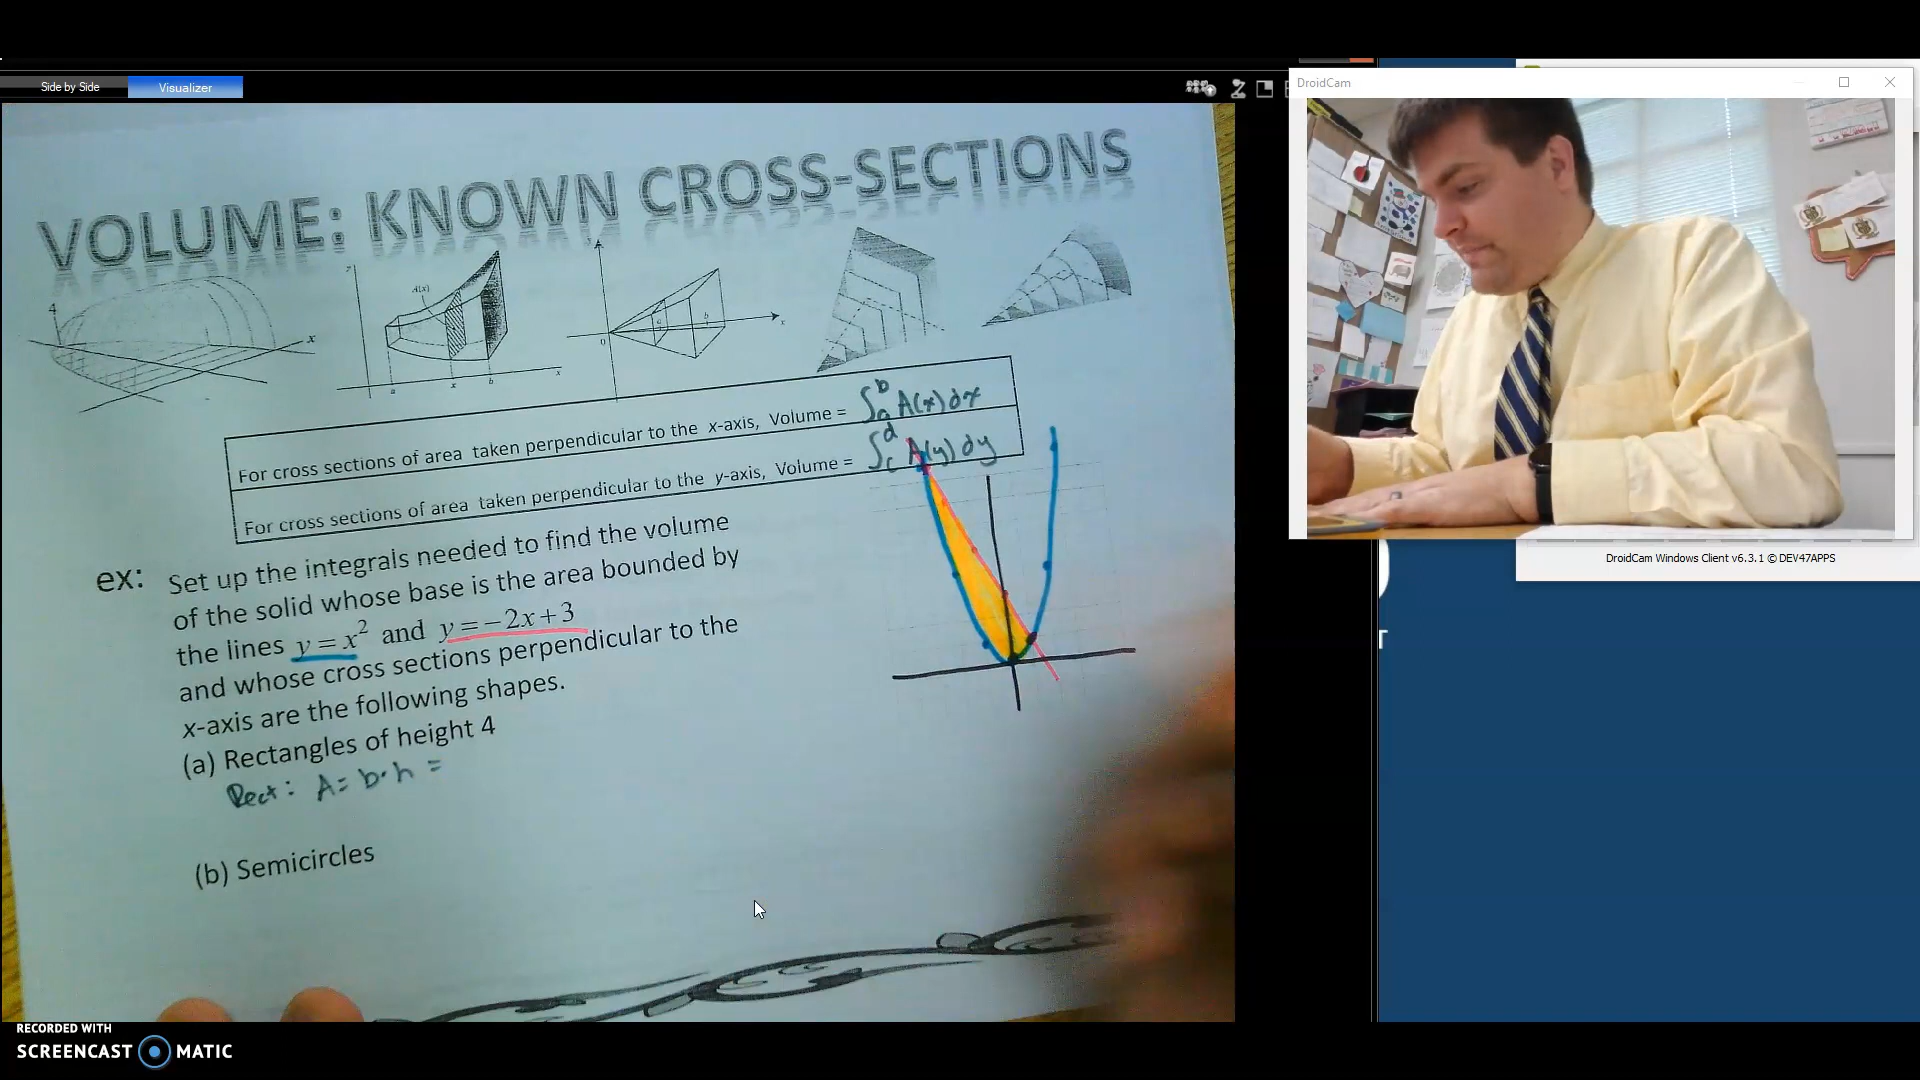 Side by Side
Visualizer
DroidCam
VOLUME: KNOWN CROSS-SECTIONS
4
x
y
A(x)
a
x
b
x
y
0
b
x
For cross sections of area taken perpendicular to the x-axis, Volume = ∫ₐᵇ A(x)dx
For cross sections of area taken perpendicular to the y-axis, Volume = ∫꜀ᵈ A(y)dy
ex: Set up the integrals needed to find the volume
of the solid whose base is the area bounded by
the lines y = x² and y = −2x+3
and whose cross sections perpendicular to the
x-axis are the following shapes.
(a) Rectangles of height 4
Rect: A= b·h =
(b) Semicircles
DroidCam Windows Client v6.3.1 © DEV47APPS
T
RECORDED WITH
SCREENCAST MATIC